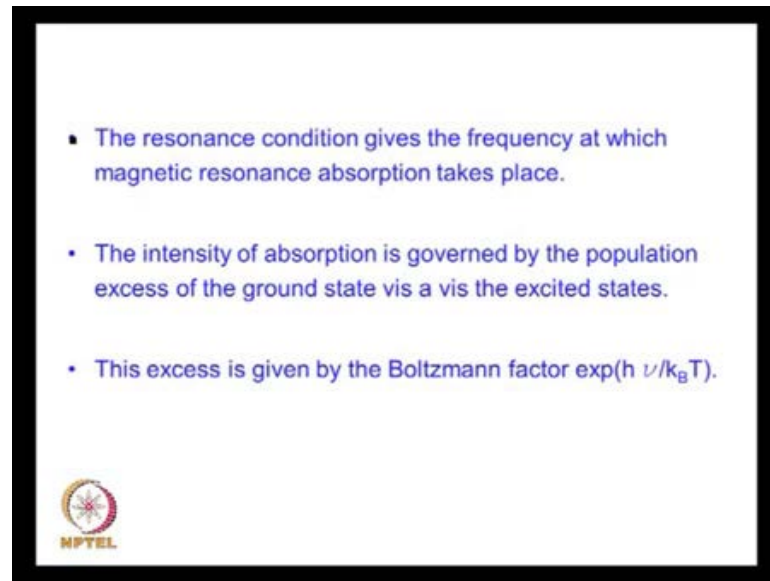 • The resonance condition gives the frequency at which
magnetic resonance absorption takes place.
• The intensity of absorption is governed by the population
excess of the ground state vis a vis the excited states.
• This excess is given by the Boltzmann factor exp(h ν/k_BT).
NPTEL